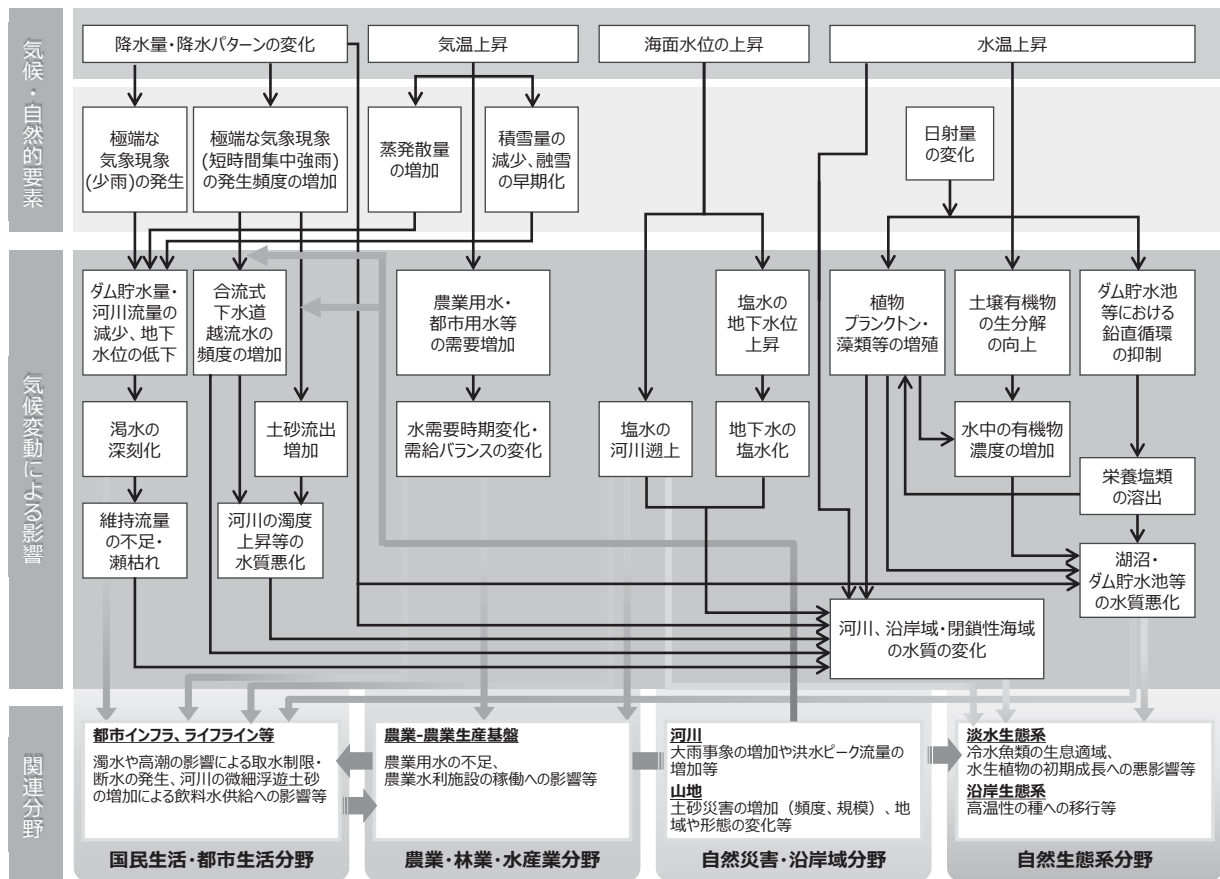 気候・自然的要素
降水量・降水パターンの変化
気温上昇
海面水位の上昇
水温上昇
極端な
気象現象
(少雨)の発生
極端な気象現象
(短時間集中強雨)
の発生頻度の増加
蒸発散量
の増加
積雪量の
減少、融雪
の早期化
日射量
の変化
気候変動による影響
ダム貯水量・
河川流量の
減少、地下
水位の低下
合流式
下水道
越流水の
頻度の増加
農業用水・
都市用水等
の需要増加
塩水の
地下水位
上昇
植物
プランクトン・
藻類等の増殖
土壌有機物
の生分解
の向上
ダム貯水池
等における
鉛直循環
の抑制
渇水の
深刻化
土砂流出
増加
水需要時期変化・
需給バランスの変化
塩水の
河川遡上
地下水の
塩水化
水中の有機物
濃度の増加
栄養塩類
の溶出
維持流量
の不足・
瀬枯れ
河川の濁度
上昇等の
水質悪化
湖沼・
ダム貯水池等
の水質悪化
河川、沿岸域・閉鎖性海域
の水質の変化
関連分野
都市インフラ、ライフライン等
濁水や高潮の影響による取水制限・
断水の発生、河川の微細浮遊土砂
の増加による飲料水供給への影響等
国民生活・都市生活分野
農業-農業生産基盤
農業用水の不足、
農業水利施設の稼働への影響等
農業・林業・水産業分野
河川
大雨事象の増加や洪水ピーク流量の
増加等
山地
土砂災害の増加（頻度、規模）、地
域や形態の変化等
自然災害・沿岸域分野
淡水生態系
冷水魚類の生息適域、
水生植物の初期成長への悪影響等
沿岸生態系
高温性の種への移行等
自然生態系分野